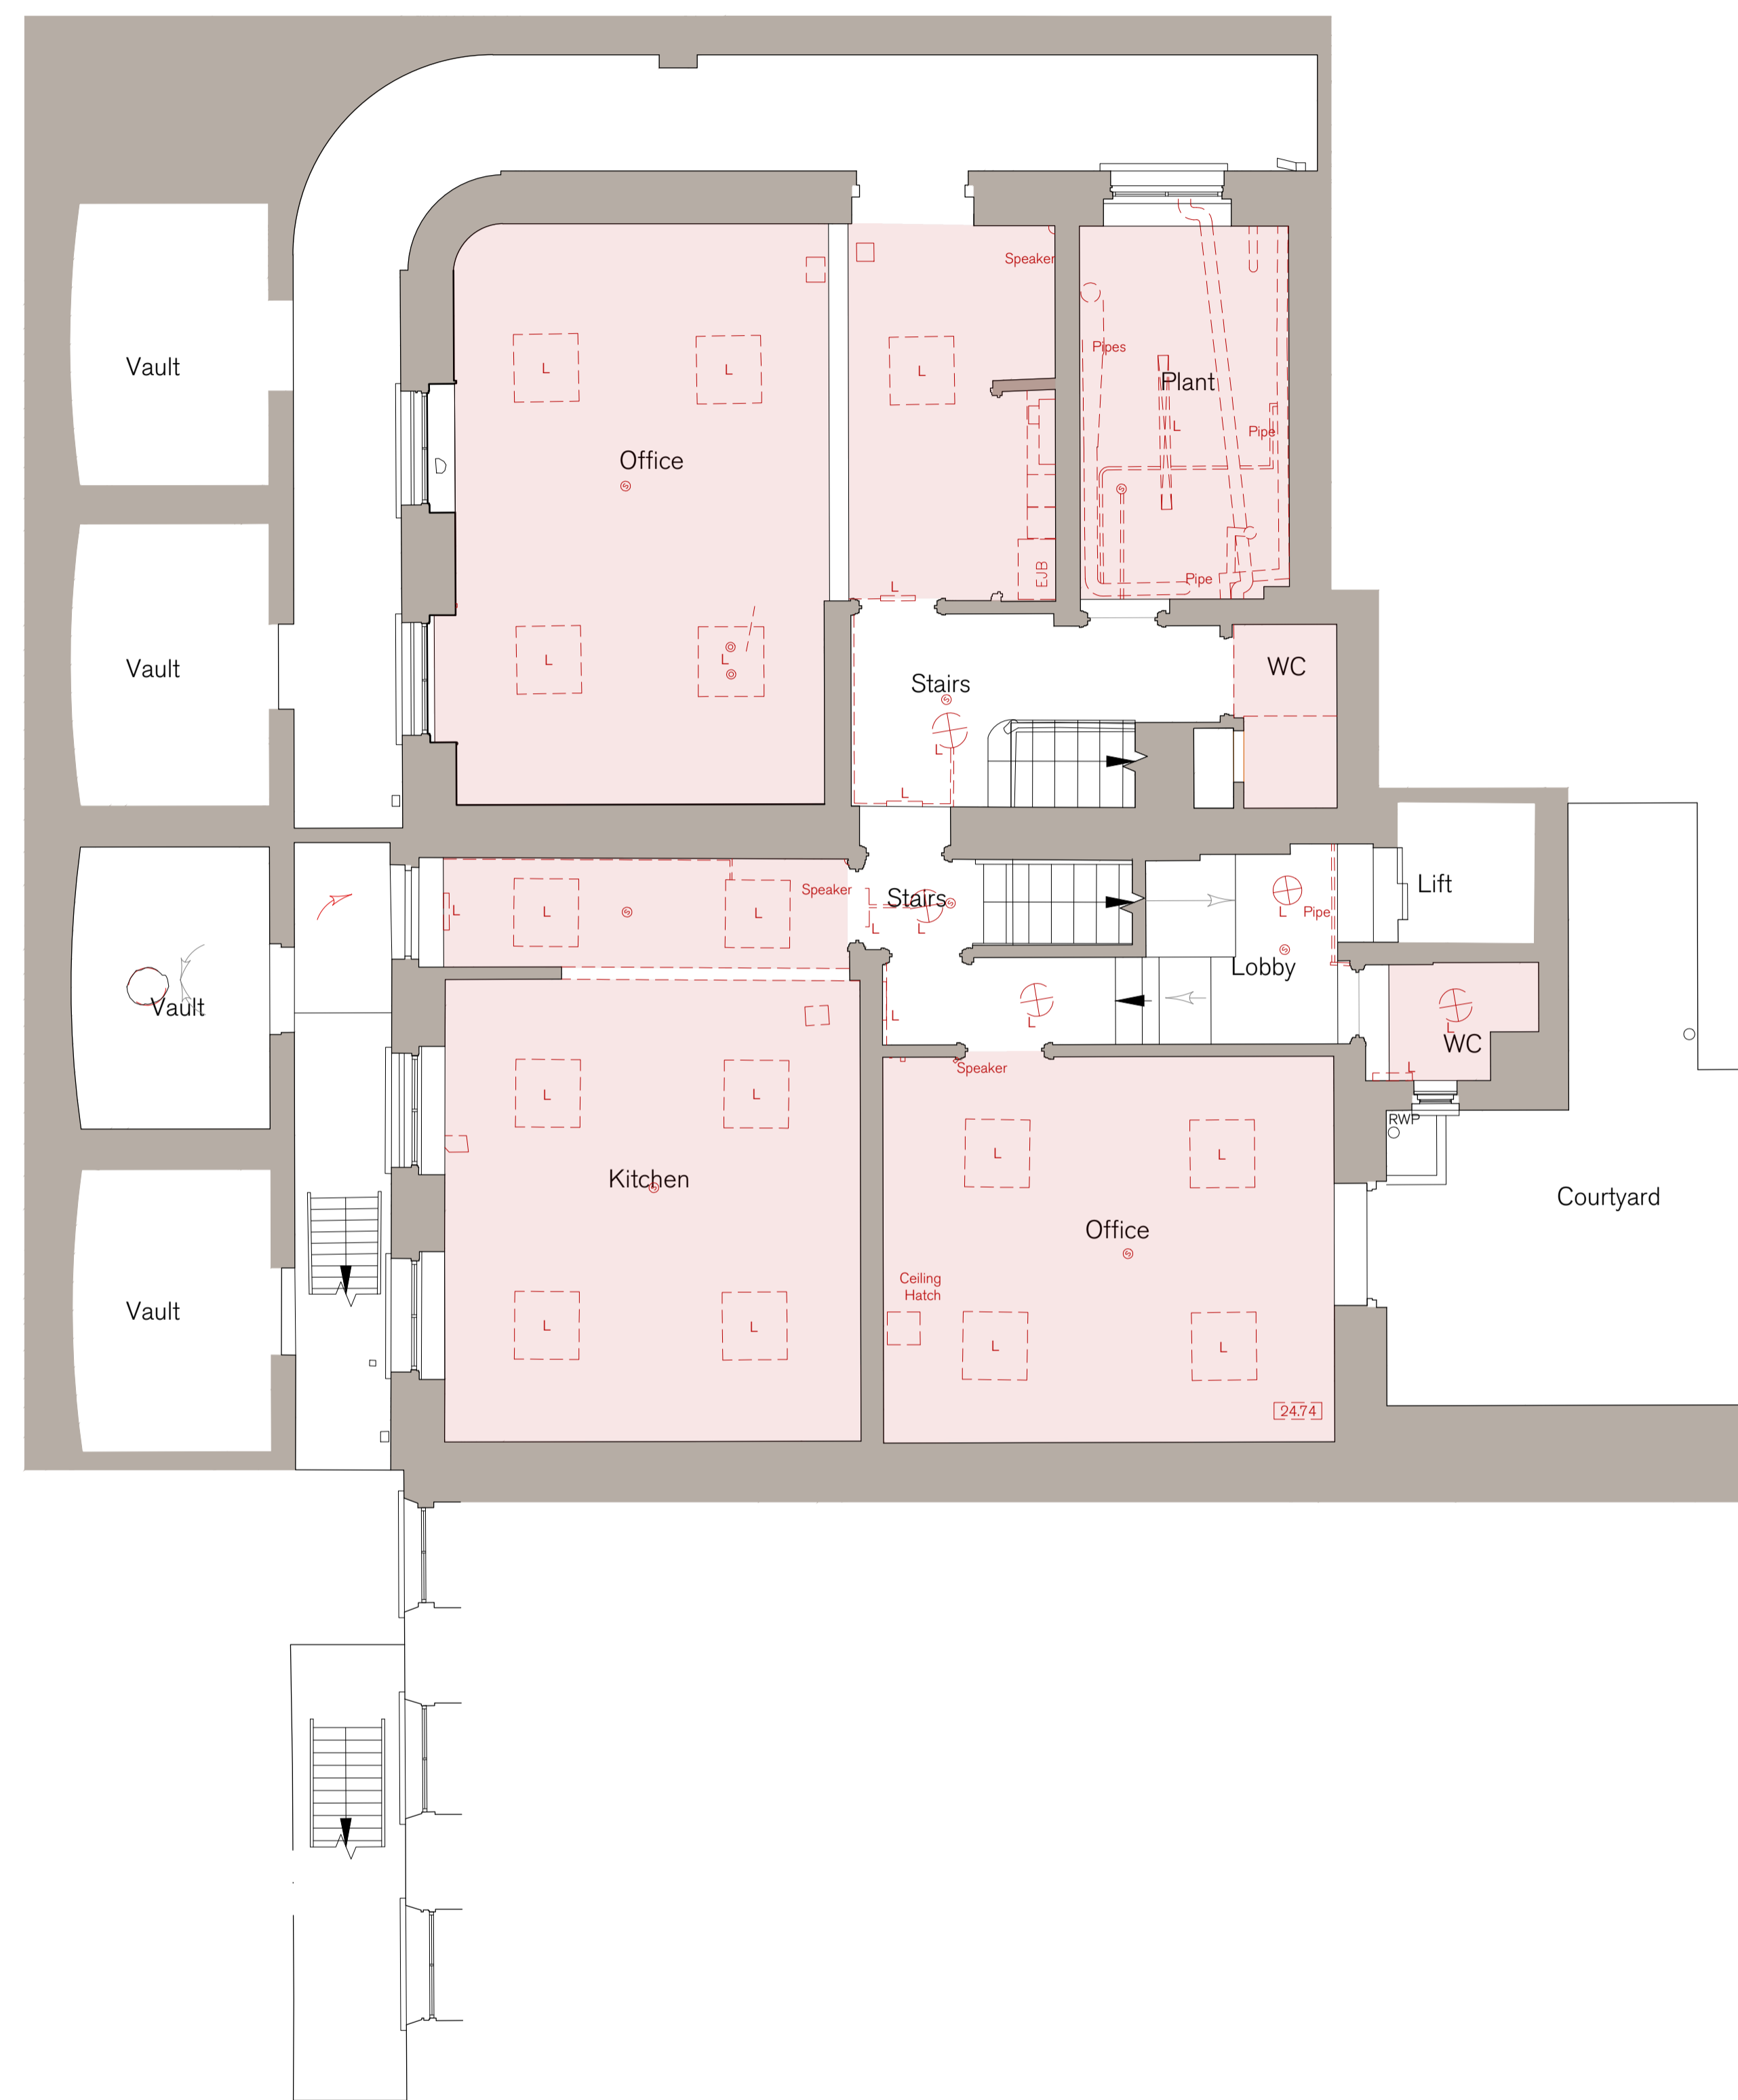 Speaker
Vault
Pipes
L
L
L
Plant
L
Pipe
Office
EJB
Pipe
L
Vault
L
L
WC
Stairs
L
L
Speaker
L
L
L
Stairs
L
L
L
Pipe
Lift
Lobby
Vault
L
L
L
WC
Speaker
L
L
L
RWP
L
L
Kitchen
Courtyard
Office
Ceiling
Hatch
Vault
L
L
L
L
24.74